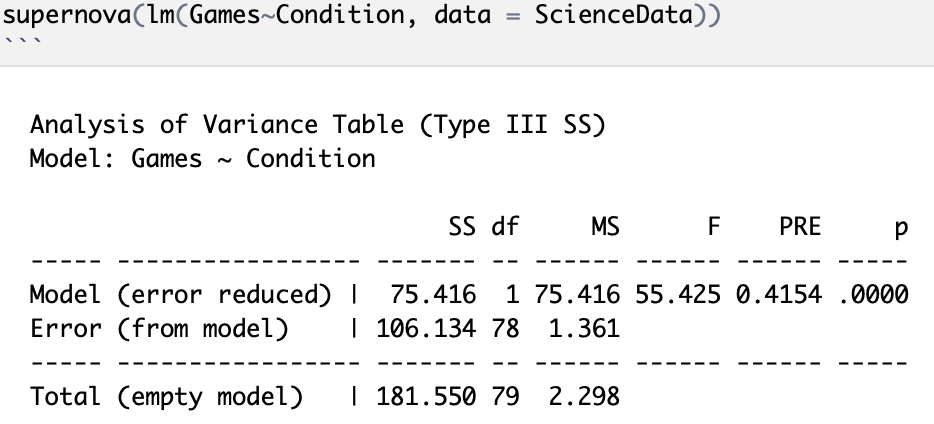 supernova(lm(Games~Condition, data = ScienceData))
```
Analysis of Variance Table (Type III SS)
Model: Games ~ Condition
                              SS df     MS      F    PRE     p
----- ----------------- ------- -- ------ ------ ------ -----
Model (error reduced) |  75.416  1 75.416 55.425 0.4154 .0000
Error (from model)    | 106.134 78  1.361
----- ----------------- ------- -- ------ ------ ------ -----
Total (empty model)   | 181.550 79  2.298